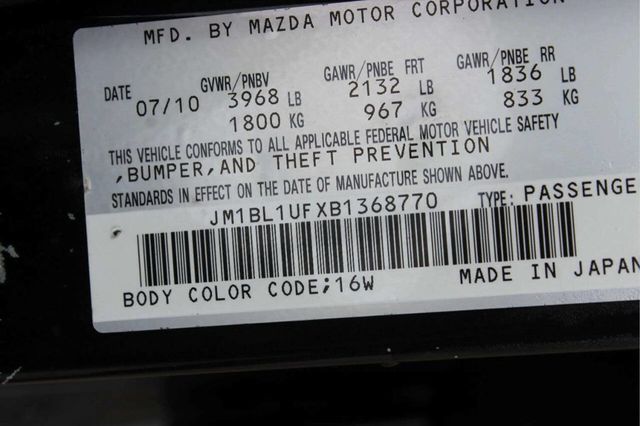 MFD. BY MAZDA MOTOR CORPORATION
DATE GVWR/PNBV GAWR/PNBE FRT GAWR/PNBE RR
07/10 3968 LB 2132 LB 1836 LB
1800 KG 967 KG 833 KG
THIS VEHICLE CONFORMS TO ALL APPLICABLE FEDERAL MOTOR VEHICLE SAFETY
,BUMPER,AND THEFT PREVENTION
STANDARDS IN EFFECT ON THE DATE OF MANUFACTURE SHOWN ABOVE.
JM1BL1UFXB1368770 TYPE: PASSENGE
BODY COLOR CODE;16W MADE IN JAPAN